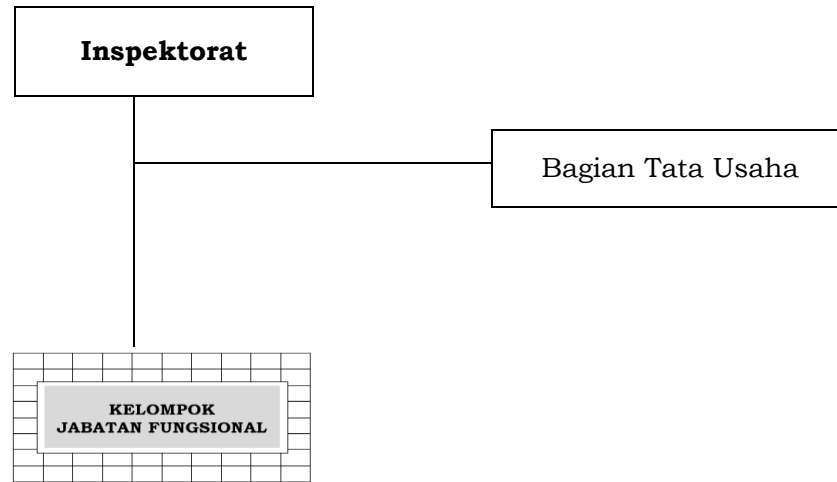 Inspektorat
Bagian Tata Usaha
KELOMPOK
JABATAN FUNGSIONAL